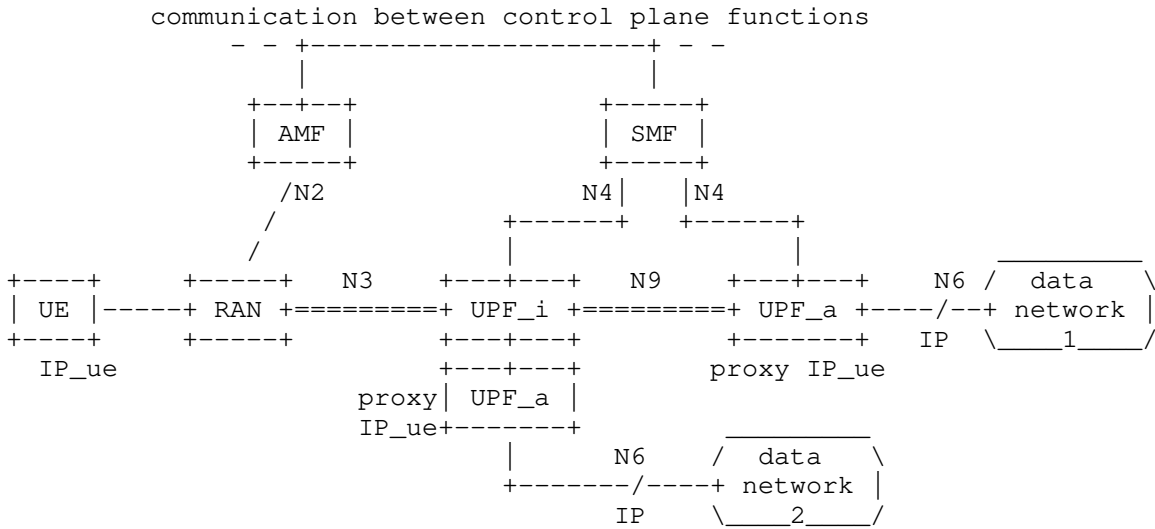 communication between control plane functions
AMF SMF
/N2 N4 N4
N3 N9 N6 data
UE RAN UPF_i UPF_a network
IP 1
IP_ue proxy IP_ue
proxy UPF_a
IP_ue
N6 data
network
IP 2